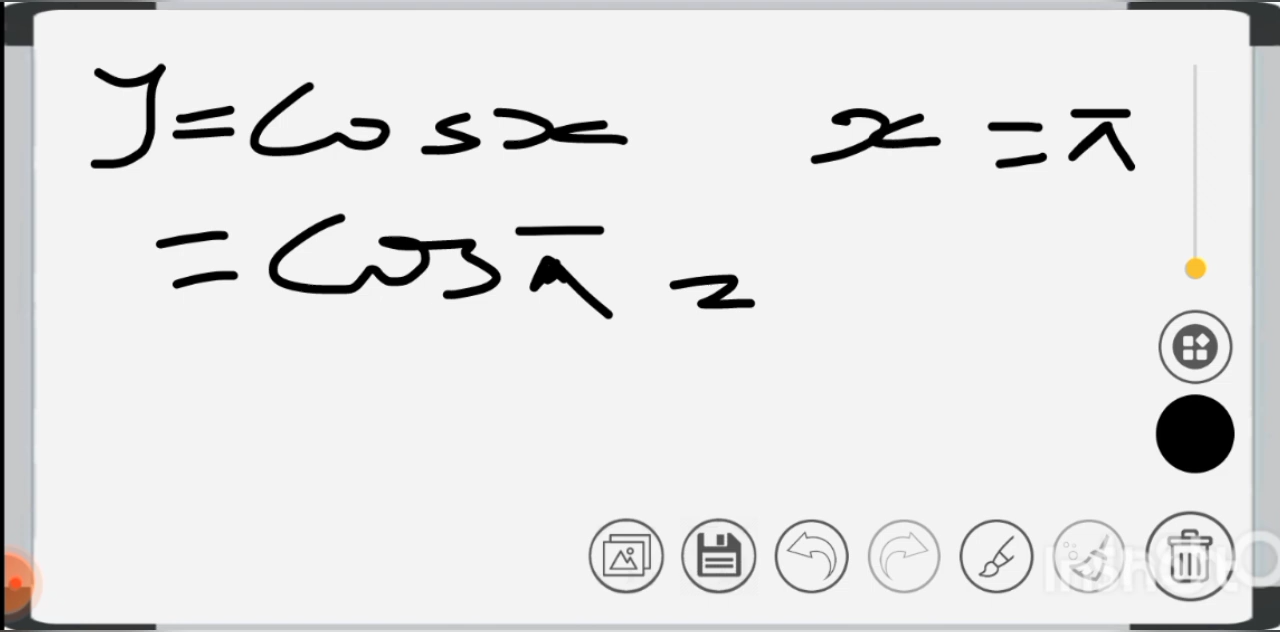 y = cos x    x = π
= cos π =